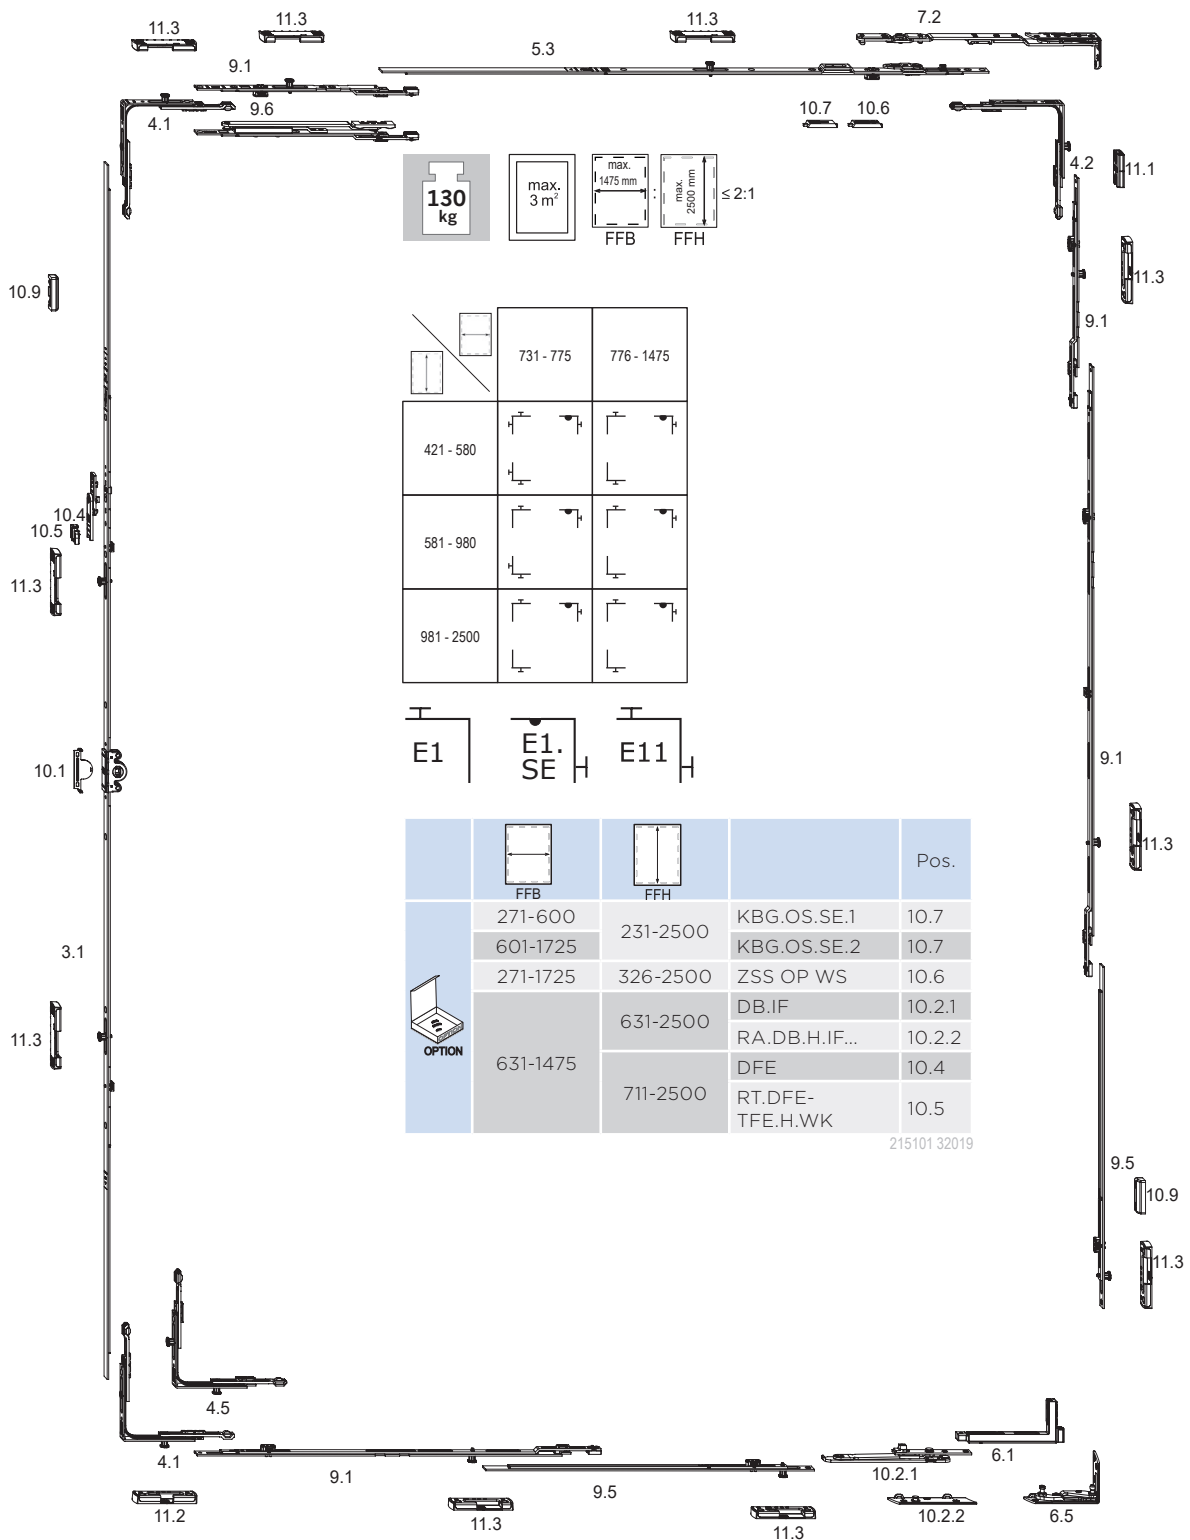 11.3
11.3
11.3
7.2
5.3
9.1
4.1
9.6
10.7
10.6
4.2
11.1
130
kg
max.
3 m²
max.
1475 mm
:
max.
2500 mm
≤ 2:1
FFB
FFH
10.9
11.3
9.1
731 - 775
776 - 1475
421 - 580
581 - 980
981 - 2500
10.4
10.5
11.3
E1
E1.
SE
E11
10.1
9.1
11.3
FFB
FFH
Pos.
271-600
231-2500
KBG.OS.SE.1
10.7
601-1725
KBG.OS.SE.2
10.7
271-1725
326-2500
ZSS OP WS
10.6
OPTION
631-1475
631-2500
DB.IF
10.2.1
RA.DB.H.IF...
10.2.2
711-2500
DFE
10.4
RT.DFE-
TFE.H.WK
10.5
215101 32019
3.1
11.3
9.5
10.9
11.3
4.5
4.1
9.1
9.5
10.2.1
6.1
11.2
11.3
11.3
10.2.2
6.5